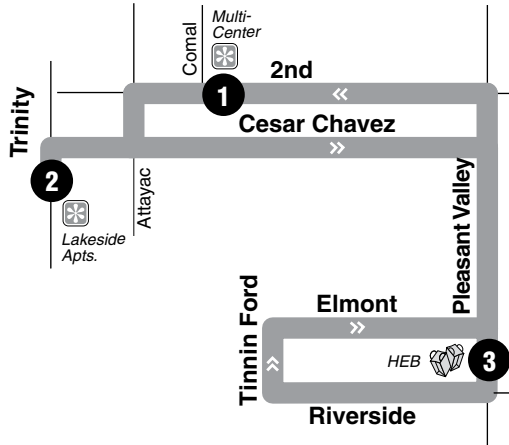 Multi-
Center
Comal
2nd
1
Trinity
Cesar Chavez
2
Attayac
Lakeside
Apts.
Pleasant Valley
Tinnin Ford
Elmont
HEB
3
Riverside